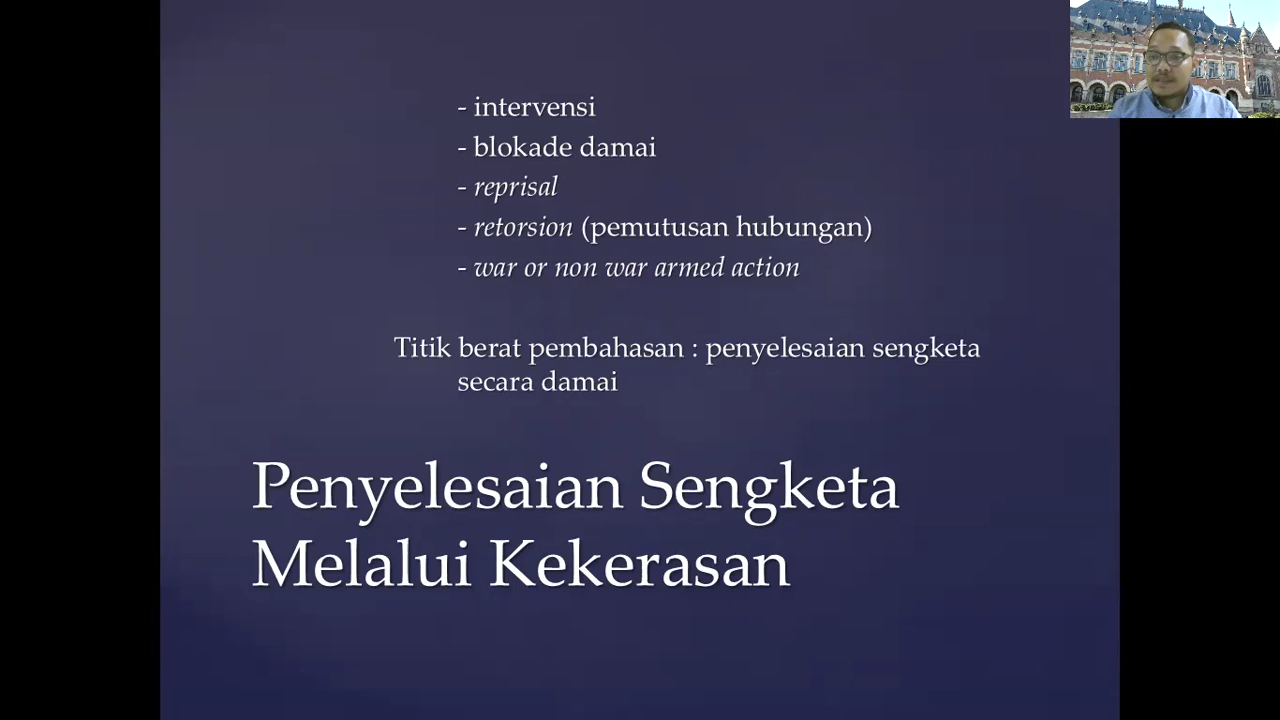 - intervensi
- blokade damai
- reprisal
- retorsion (pemutusan hubungan)
- war or non war armed action
Titik berat pembahasan : penyelesaian sengketa
secara damai
Penyelesaian Sengketa
Melalui Kekerasan